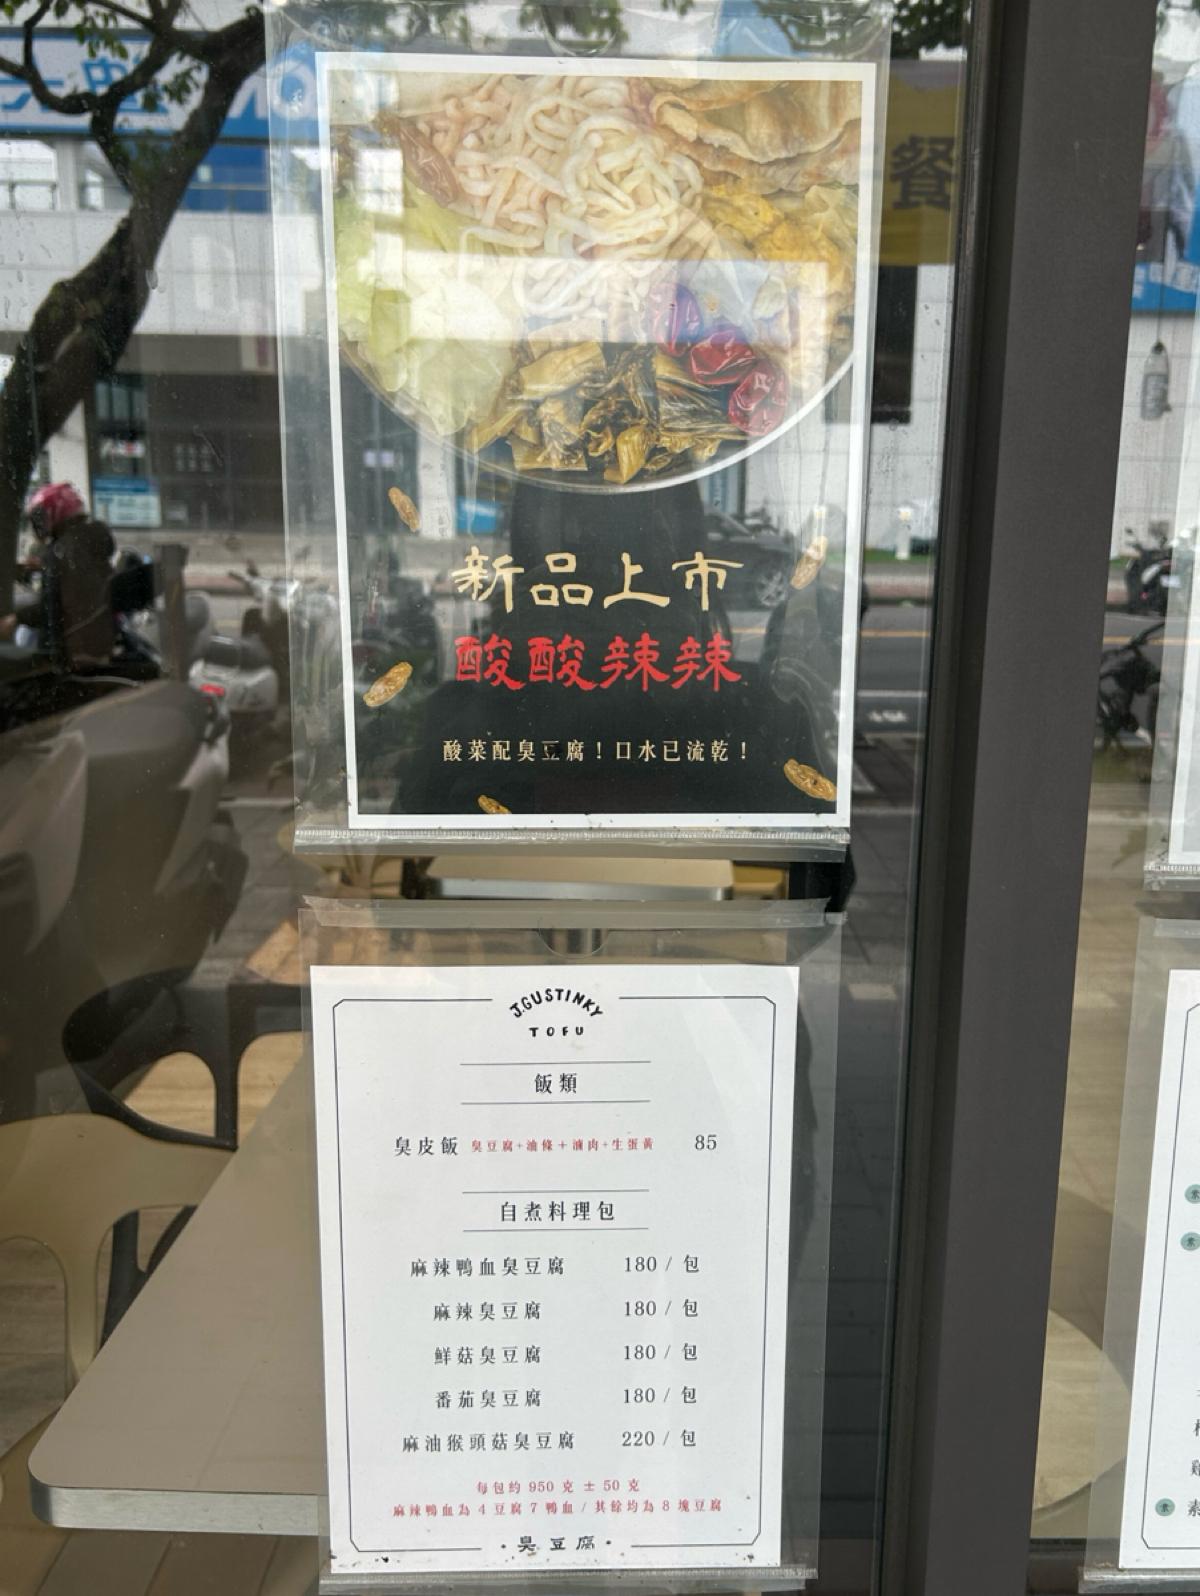 餐
新品上市
酸酸辣辣
酸菜配臭豆腐！口水已流乾！
J.GUSTINKY
TOFU
飯類
臭皮飯 臭豆腐+油條+滷肉+生蛋黃 85
自煮料理包
麻辣鴨血臭豆腐 180 / 包
麻辣臭豆腐 180 / 包
鮮菇臭豆腐 180 / 包
番茄臭豆腐 180 / 包
麻油猴頭菇臭豆腐 220 / 包
每包約 950 克 ± 50 克
麻辣鴨血為 4 豆腐 7 鴨血 / 其餘均為 8 塊豆腐
·臭豆腐·
素
素
素